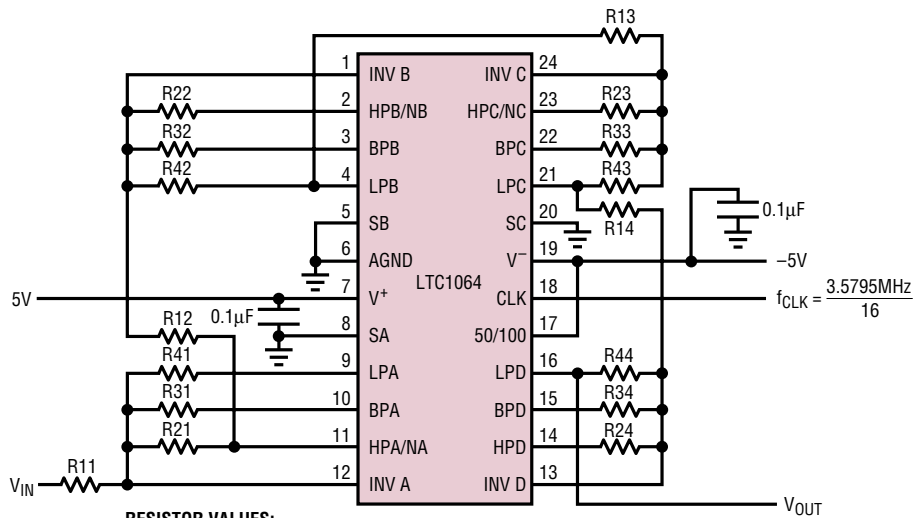 R13
1 INV B INV C 24
R22 2 HPB/NB HPC/NC 23 R23
R32 3 BPB BPC 22 R33
R42 4 LPB LPC 21 R43
5 SB SC 20 R14 0.1µF
6 AGND V– 19 –5V
LTC1064
5V 7 V+ CLK 18 fCLK = 3.5795MHz
16
R12 0.1µF 8 SA 50/100 17
R41 9 LPA LPD 16 R44
R31 10 BPA BPD 15 R34
R21 11 HPA/NA HPD 14 R24
VIN R11 12 INV A INV D 13
VOUT
RESISTOR VALUES: